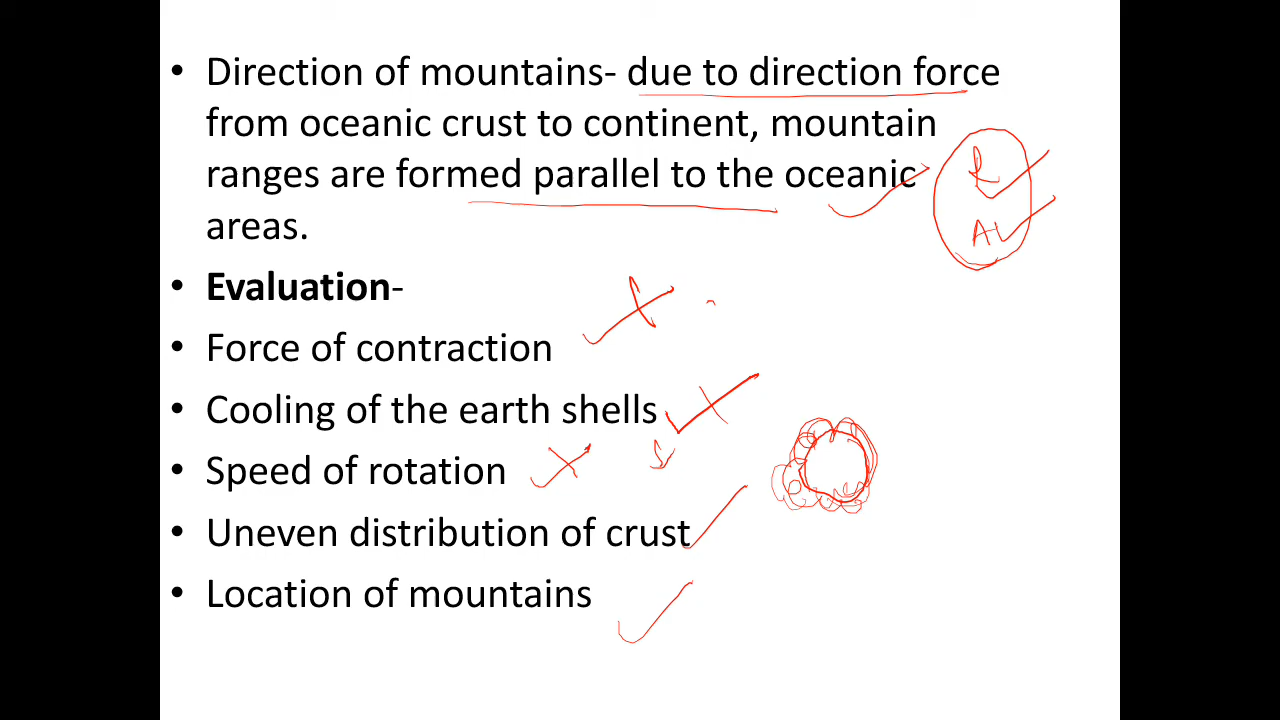 • Direction of mountains- due to direction force
from oceanic crust to continent, mountain
ranges are formed parallel to the oceanic
areas.
R
AL
• Evaluation-
• Force of contraction
• Cooling of the earth shells
• Speed of rotation
• Uneven distribution of crust
• Location of mountains